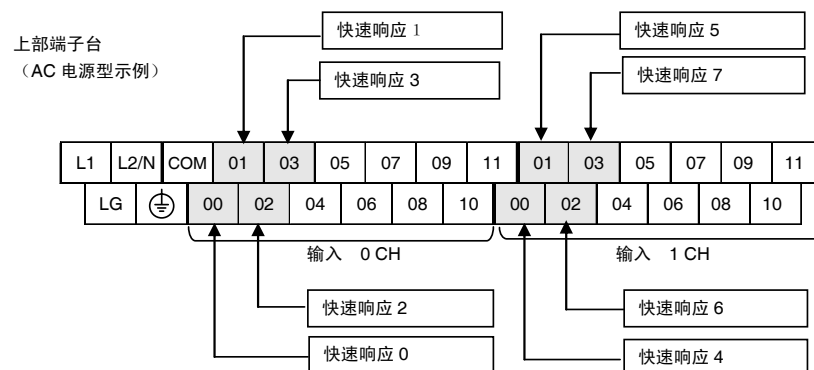 上部端子台
（AC 电源型示例）
快速响应 1
快速响应 3
快速响应 5
快速响应 7
L1 L2/N COM 01 03 05 07 09 11 01 03 05 07 09 11
LG 00 02 04 06 08 10 00 02 04 06 08 10
输入 0 CH
输入 1 CH
快速响应 2
快速响应 0
快速响应 6
快速响应 4